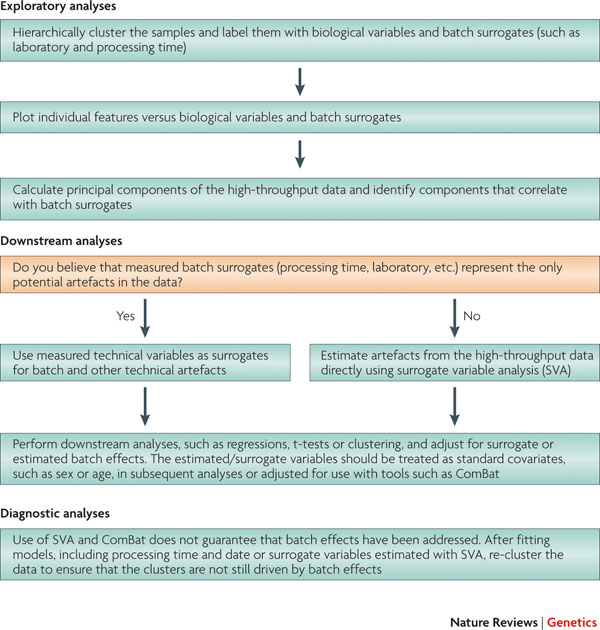 Exploratory analyses
Hierarchically cluster the samples and label them with biological variables and batch surrogates (such as
laboratory and processing time)
Plot individual features versus biological variables and batch surrogates
Calculate principal components of the high-throughput data and identify components that correlate
with batch surrogates
Downstream analyses
Do you believe that measured batch surrogates (processing time, laboratory, etc.) represent the only
potential artefacts in the data?
Yes
No
Use measured technical variables as surrogates
for batch and other technical artefacts
Estimate artefacts from the high-throughput data
directly using surrogate variable analysis (SVA)
Perform downstream analyses, such as regressions, t-tests or clustering, and adjust for surrogate or
estimated batch effects. The estimated/surrogate variables should be treated as standard covariates,
such as sex or age, in subsequent analyses or adjusted for use with tools such as ComBat
Diagnostic analyses
Use of SVA and ComBat does not guarantee that batch effects have been addressed. After fitting
models, including processing time and date or surrogate variables estimated with SVA, re-cluster the
data to ensure that the clusters are not still driven by batch effects
Nature Reviews | Genetics